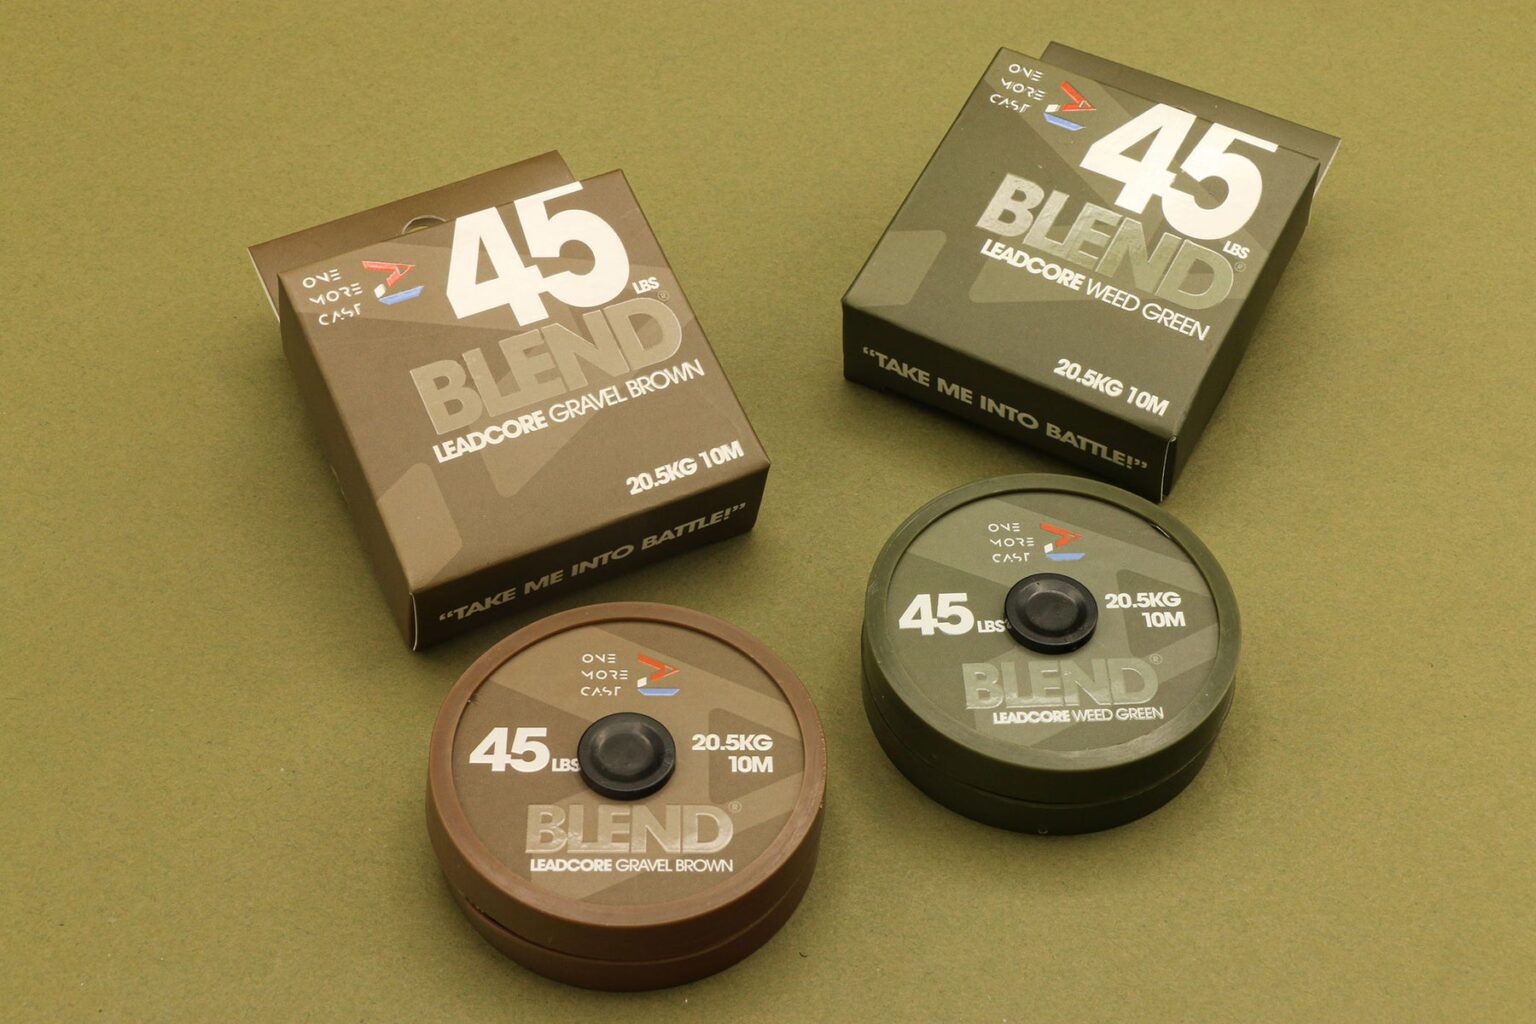 ONE
MORE
CAST
45
LBS
BLEND®
LEADCORE GRAVEL BROWN
20.5KG 10M
“TAKE ME INTO BATTLE!”
ONE
MORE
CAST
45
LBS
BLEND®
LEADCORE WEED GREEN
20.5KG 10M
“TAKE ME INTO BATTLE!”
ONE
MORE
CAST
45 LBS
20.5KG
10M
BLEND®
LEADCORE GRAVEL BROWN
ONE
MORE
CAST
45 LBS
20.5KG
10M
BLEND®
LEADCORE WEED GREEN